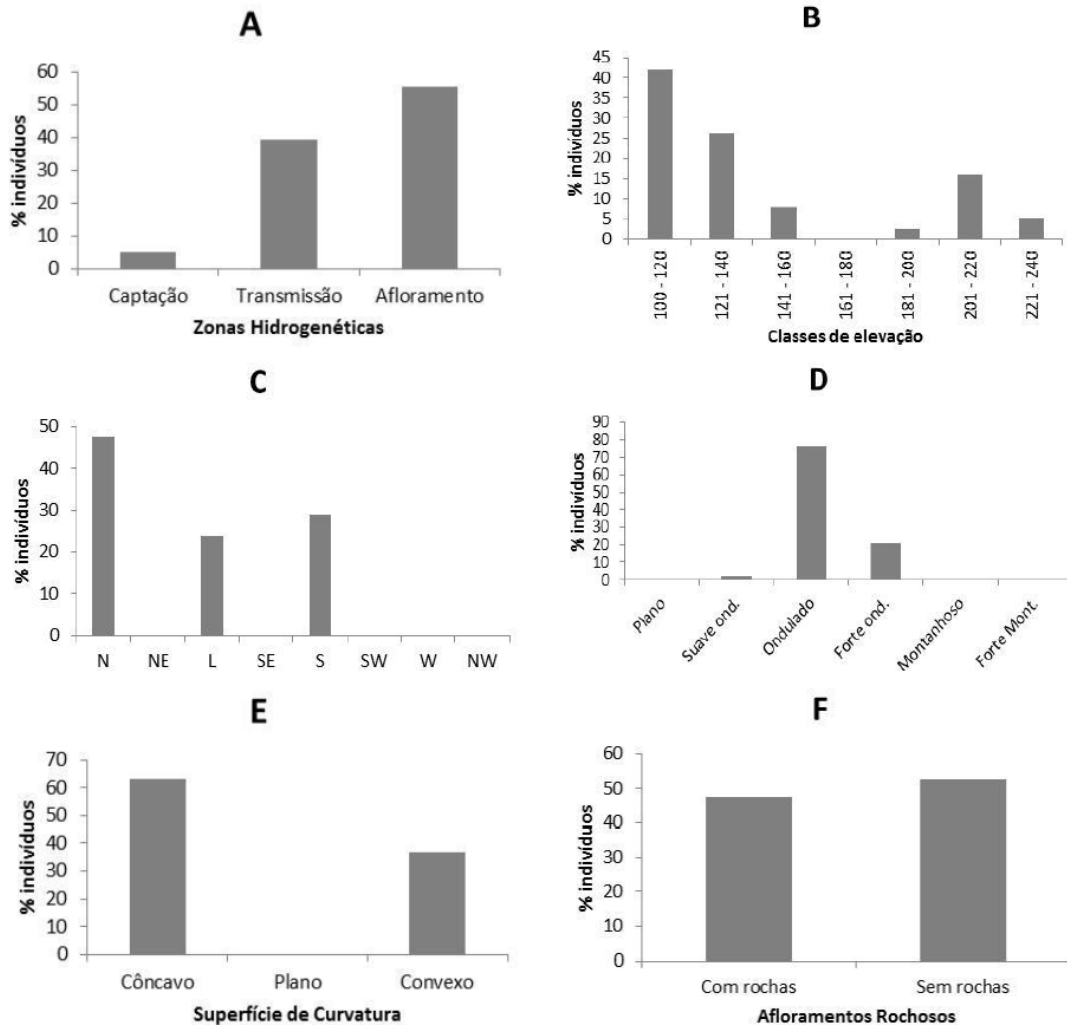 A
% indivíduos
60
50
40
30
20
10
0
Captação Transmissão Afloramento
Zonas Hidrogenéticas
B
% indivíduos
45
40
35
30
25
20
15
10
5
0
100 - 120
121 - 140
141 - 160
161 - 180
181 - 200
201 - 220
221 - 240
Classes de elevação
C
% indivíduos
50
40
30
20
10
0
N NE L SE S SW W NW
D
% indivíduos
90
80
70
60
50
40
30
20
10
0
Plano
Suave ond.
Ondulado
Forte ond.
Montanhoso
Forte Mont.
E
% indivíduos
70
60
50
40
30
20
10
0
Côncavo Plano Convexo
Superfície de Curvatura
F
% indivíduos
60
50
40
30
20
10
0
Com rochas Sem rochas
Afloramentos Rochosos